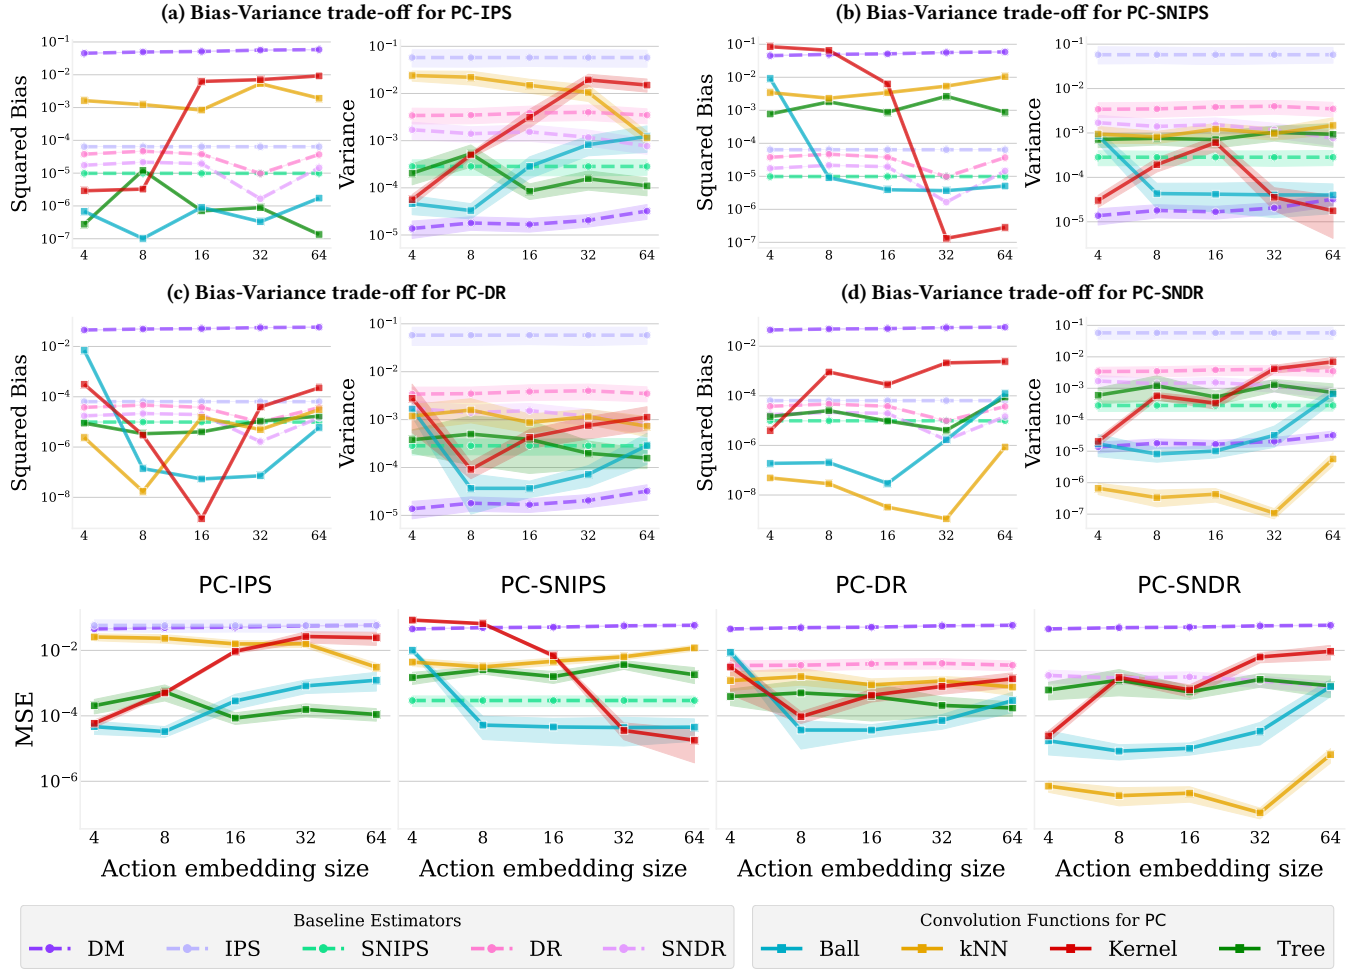 (a) Bias-Variance trade-off for PC-IPS
(b) Bias-Variance trade-off for PC-SNIPS
Squared Bias
10⁻¹
10⁻²
10⁻³
10⁻⁴
10⁻⁵
10⁻⁶
10⁻⁷
4 8 16 32 64
Variance
10⁻¹
10⁻²
10⁻³
10⁻⁴
10⁻⁵
4 8 16 32 64
Squared Bias
10⁻¹
10⁻²
10⁻³
10⁻⁴
10⁻⁵
10⁻⁶
10⁻⁷
4 8 16 32 64
Variance
10⁻¹
10⁻²
10⁻³
10⁻⁴
10⁻⁵
4 8 16 32 64
(c) Bias-Variance trade-off for PC-DR
(d) Bias-Variance trade-off for PC-SNDR
Squared Bias
10⁻²
10⁻⁴
10⁻⁶
10⁻⁸
4 8 16 32 64
Variance
10⁻¹
10⁻²
10⁻³
10⁻⁴
10⁻⁵
4 8 16 32 64
Squared Bias
10⁻²
10⁻⁴
10⁻⁶
10⁻⁸
4 8 16 32 64
Variance
10⁻¹
10⁻²
10⁻³
10⁻⁴
10⁻⁵
10⁻⁶
10⁻⁷
4 8 16 32 64
PC-IPS PC-SNIPS PC-DR PC-SNDR
MSE
10⁻²
10⁻⁴
10⁻⁶
4 8 16 32 64 4 8 16 32 64 4 8 16 32 64 4 8 16 32 64
Action embedding size Action embedding size Action embedding size Action embedding size
Baseline Estimators
DM IPS SNIPS DR SNDR
Convolution Functions for PC
Ball kNN Kernel Tree